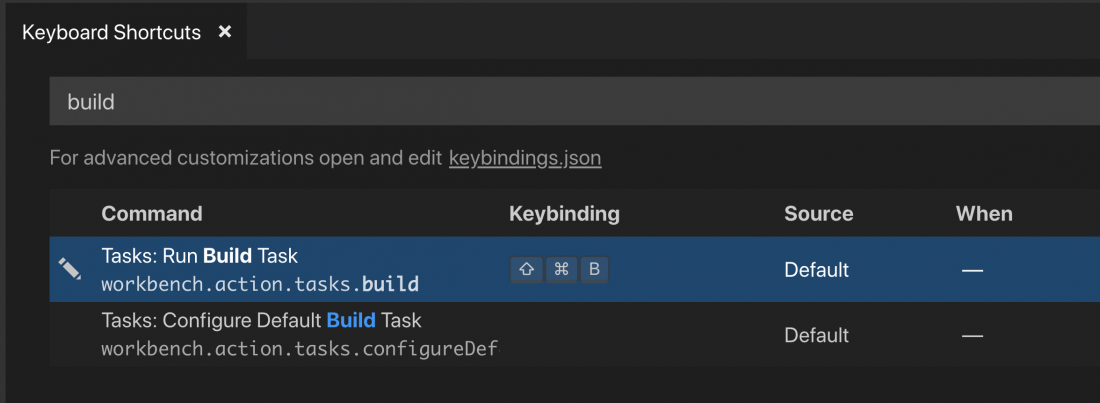 Keyboard Shortcuts ×
build
For advanced customizations open and edit keybindings.json
Command Keybinding Source When
Tasks: Run Build Task
workbench.action.tasks.build
⇧ ⌘ B Default —
Tasks: Configure Default Build Task
workbench.action.tasks.configureDef
Default —